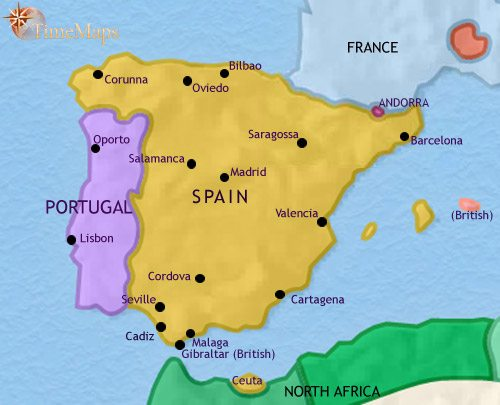 TimeMaps
FRANCE
Bilbao
Corunna
Oviedo
ANDORRA
Oporto
Saragossa
Barcelona
Salamanca
Madrid
SPAIN
PORTUGAL
Valencia
(British)
Lisbon
Cordova
Seville
Cartagena
Cadiz
Malaga
Gibraltar (British)
Ceuta
NORTH AFRICA